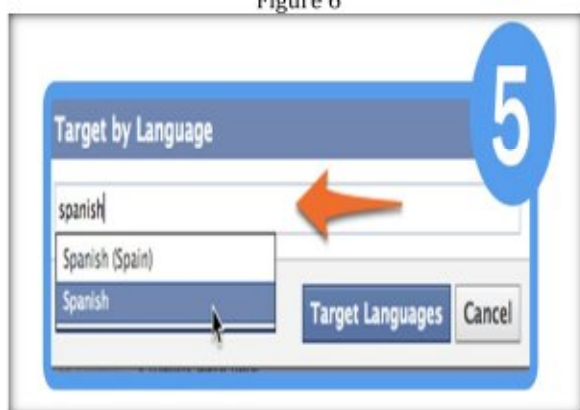 Figure 6
5
Target by Language
spanish
Spanish (Spain)
Spanish
Target Languages
Cancel